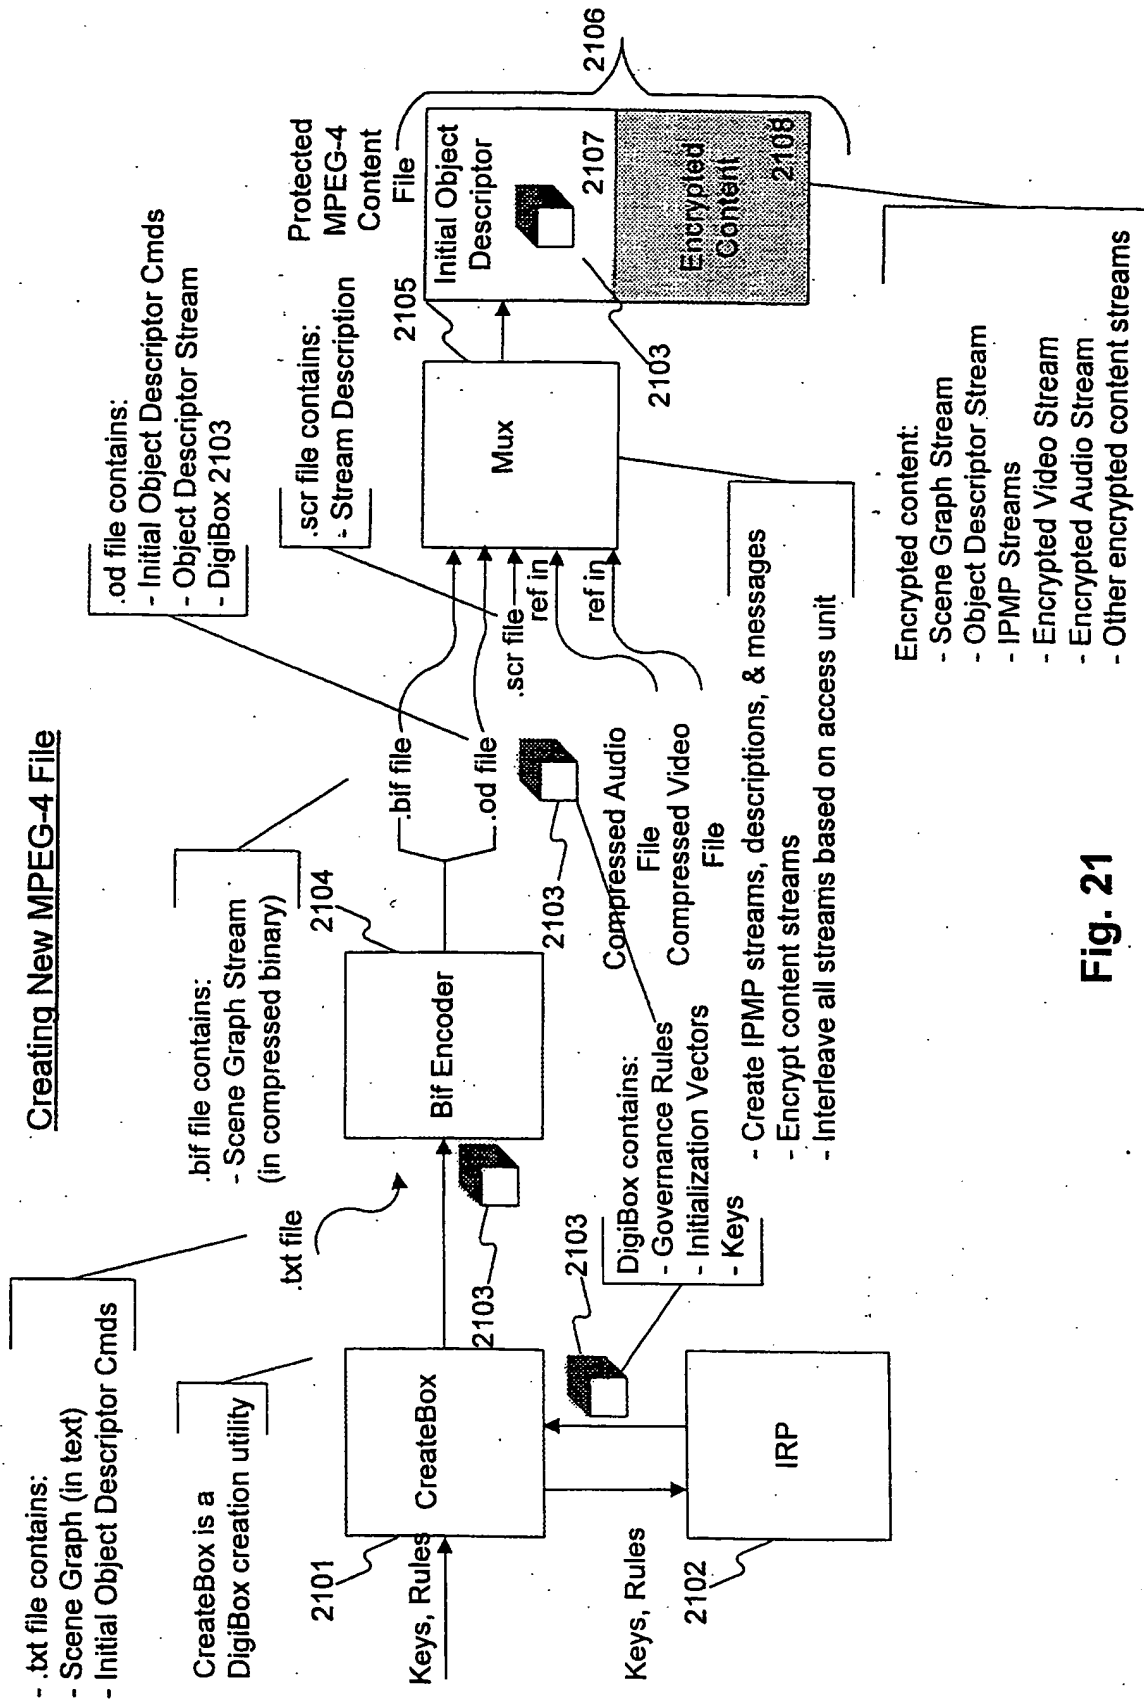 Creating New MPEG-4 File
- .txt file contains:
- Scene Graph (in text)
- Initial Object Descriptor Cmds
CreateBox is a
DigiBox creation utility
.bif file contains:
- Scene Graph Stream
(in compressed binary)
.od file contains:
- Initial Object Descriptor Cmds
- Object Descriptor Stream
- DigiBox 2103
.scr file contains:
- Stream Description
Protected
MPEG-4
Content
File
2101
Keys, Rules
CreateBox
.txt file
2103
2104
Bif Encoder
.bif file
.od file
2103
.scr file
ref in
ref in
Compressed Audio
File
Compressed Video
File
2105
Mux
Initial Object
Descriptor
2107
2103
Encrypted
Content
2108
2106
Keys, Rules
2102
IRP
2103
DigiBox contains:
- Governance Rules
- Initialization Vectors
- Keys
- Create IPMP streams, descriptions, & messages
- Encrypt content streams
- Interleave all streams based on access unit
Encrypted content:
- Scene Graph Stream
- Object Descriptor Stream
- IPMP Streams
- Encrypted Video Stream
- Encrypted Audio Stream
- Other encrypted content streams
Fig. 21